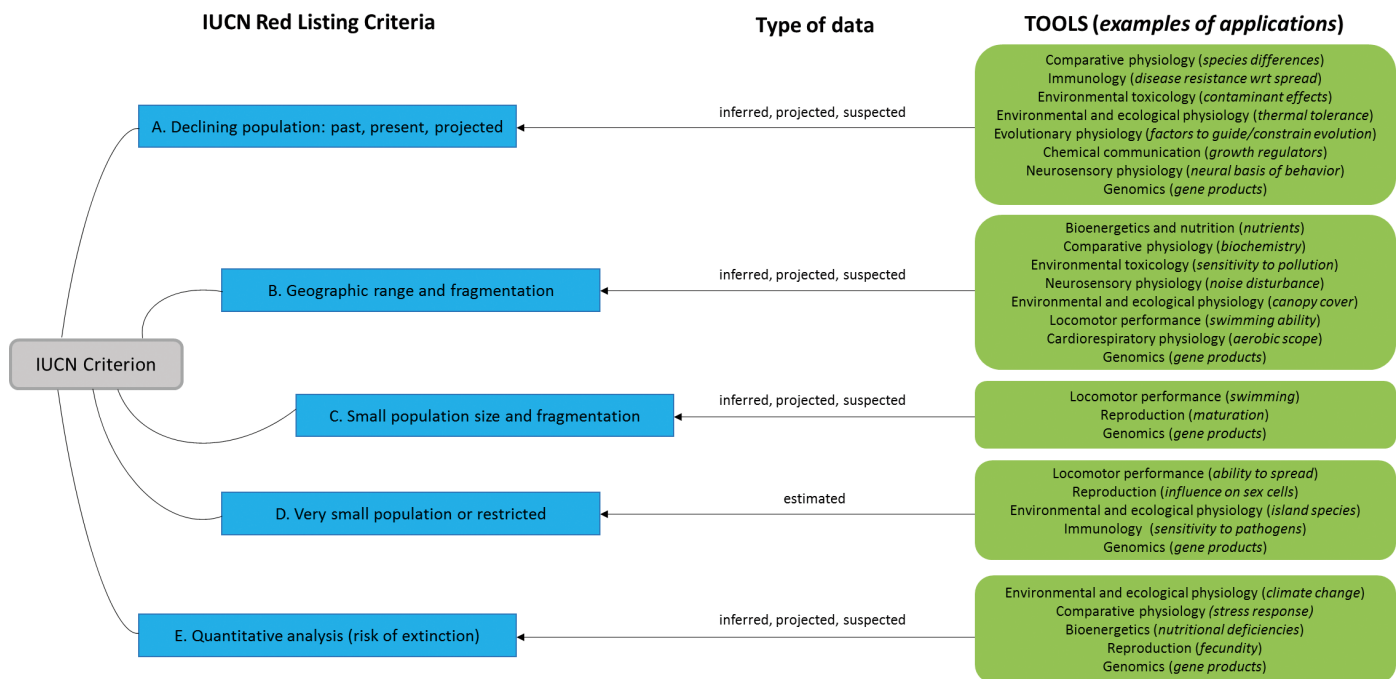 IUCN Red Listing Criteria
Type of data
TOOLS (examples of applications)
IUCN Criterion
A. Declining population: past, present, projected
inferred, projected, suspected
Comparative physiology (species differences)
Immunology (disease resistance wrt spread)
Environmental toxicology (contaminant effects)
Environmental and ecological physiology (thermal tolerance)
Evolutionary physiology (factors to guide/constrain evolution)
Chemical communication (growth regulators)
Neurosensory physiology (neural basis of behavior)
Genomics (gene products)
B. Geographic range and fragmentation
inferred, projected, suspected
Bioenergetics and nutrition (nutrients)
Comparative physiology (biochemistry)
Environmental toxicology (sensitivity to pollution)
Neurosensory physiology (noise disturbance)
Environmental and ecological physiology (canopy cover)
Locomotor performance (swimming ability)
Cardiorespiratory physiology (aerobic scope)
Genomics (gene products)
C. Small population size and fragmentation
inferred, projected, suspected
Locomotor performance (swimming)
Reproduction (maturation)
Genomics (gene products)
D. Very small population or restricted
estimated
Locomotor performance (ability to spread)
Reproduction (influence on sex cells)
Environmental and ecological physiology (island species)
Immunology (sensitivity to pathogens)
Genomics (gene products)
E. Quantitative analysis (risk of extinction)
inferred, projected, suspected
Environmental and ecological physiology (climate change)
Comparative physiology (stress response)
Bioenergetics (nutritional deficiencies)
Reproduction (fecundity)
Genomics (gene products)